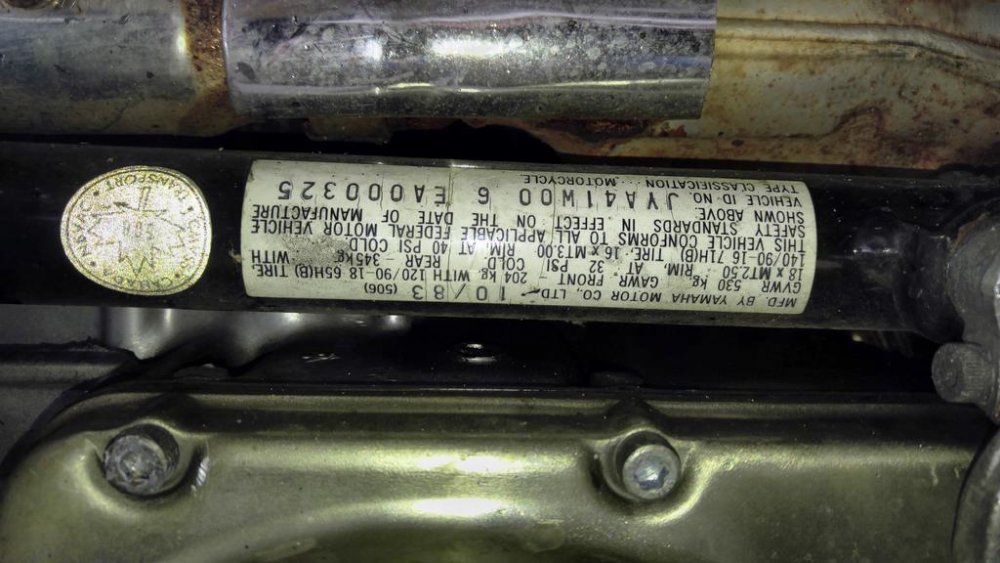 MFD. BY YAMAHA MOTOR CO., LTD. 10/83 (506)
GVWR 530 kg GAWR FRONT 204 kg WITH 120/90-18 65H(B) TIRE,
18 x MT2.50 RIM, AT 32 PSI COLD REAR - 345kg WITH
140/90-16 71H(B) TIRE, 16 x MT3.00 RIM AT 40 PSI COLD.
THIS VEHICLE CONFORMS TO ALL APPLICABLE FEDERAL MOTOR VEHICLE
SAFETY STANDARDS IN EFFECT ON THE DATE OF MANUFACTURE
SHOWN ABOVE
VEHICLE ID NO. JYA41W00 6 EA000325
TYPE CLASSIFICATION MOTORCYCLE
TRANSPORT CANADA